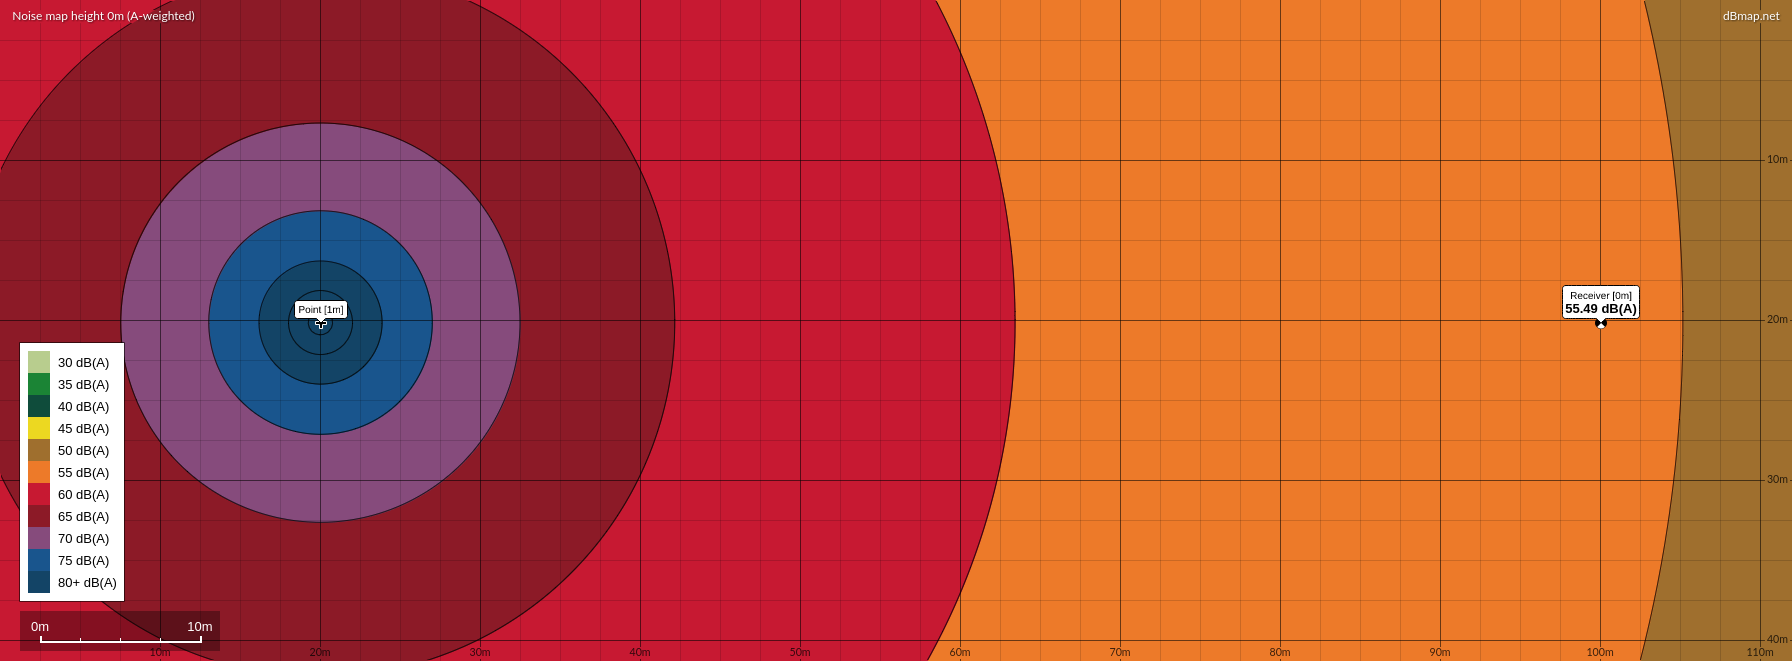 Noise map height 0m (A-weighted)
dBmap.net
10m
Receiver [0m]
55.49 dB(A)
Point [1m]
20m
30 dB(A)
35 dB(A)
40 dB(A)
45 dB(A)
50 dB(A)
55 dB(A)
60 dB(A)
65 dB(A)
70 dB(A)
75 dB(A)
80+ dB(A)
30m
0m 10m
40m
10m 20m 30m 40m 50m 60m 70m 80m 90m 100m 110m